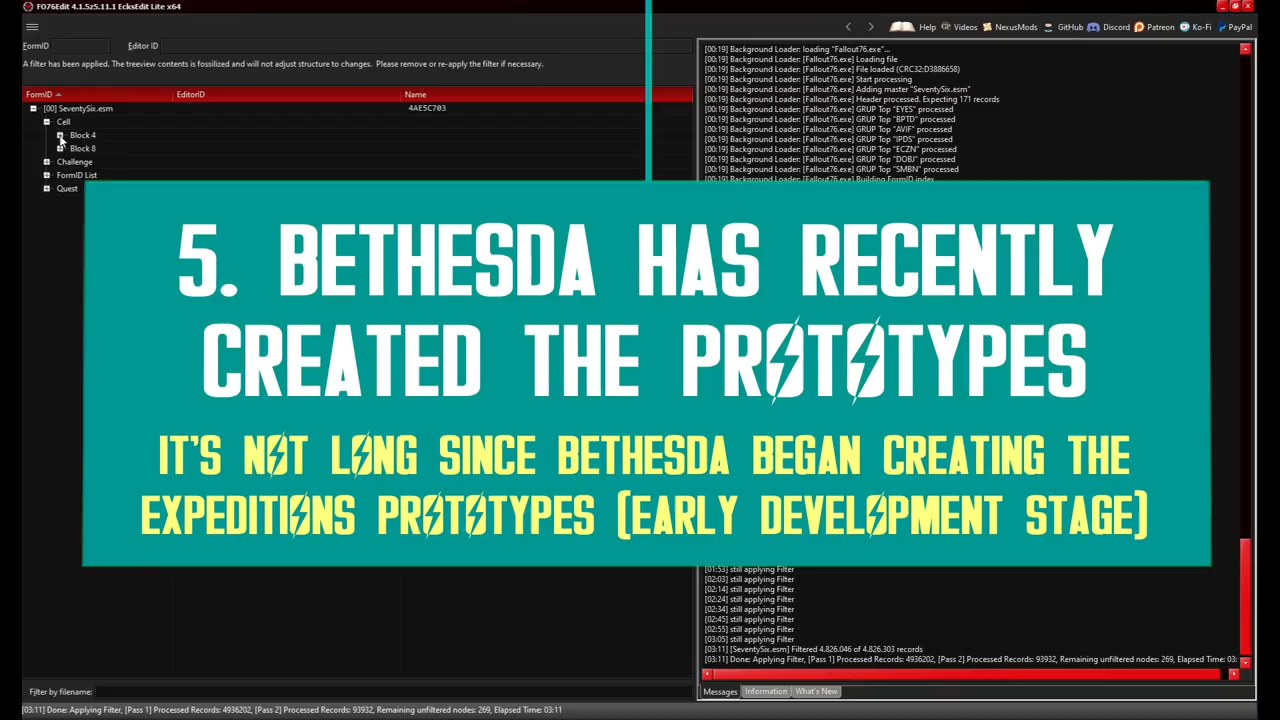 FO76Edit 4.1.5z5.11.1 EcksEdit Lite x64
Help Videos NexusMods GitHub Discord Patreon Ko-Fi PayPal
FormID Editor ID
A filter has been applied. The treeview contents is fossilized and will not adjust structure to changes. Please remove or re-apply the filter if necessary.
FormID EditorID Name
[00] SeventySix.esm 4AE5C703
Cell
Block 4
Block 8
Challenge
FormID List
Quest
[00:19] Background Loader: loading "Fallout76.exe"...
[00:19] Background Loader: [Fallout76.exe] Loading file
[00:19] Background Loader: [Fallout76.exe] File loaded (CRC32:D3886658)
[00:19] Background Loader: [Fallout76.exe] Start processing
[00:19] Background Loader: [Fallout76.exe] Adding master "SeventySix.esm"
[00:19] Background Loader: [Fallout76.exe] Header processed. Expecting 171 records
[00:19] Background Loader: [Fallout76.exe] GRUP Top "EYES" processed
[00:19] Background Loader: [Fallout76.exe] GRUP Top "BPTD" processed
[00:19] Background Loader: [Fallout76.exe] GRUP Top "AVIF" processed
[00:19] Background Loader: [Fallout76.exe] GRUP Top "IPDS" processed
[00:19] Background Loader: [Fallout76.exe] GRUP Top "ECZN" processed
[00:19] Background Loader: [Fallout76.exe] GRUP Top "DOBJ" processed
[00:19] Background Loader: [Fallout76.exe] GRUP Top "SMBN" processed
[00:19] Background Loader: [Fallout76.exe] Building FormID index
5. BETHESDA HAS RECENTLY
CREATED THE PROTOTYPES
IT'S NOT LONG SINCE BETHESDA BEGAN CREATING THE
EXPEDITIONS PROTOTYPES (EARLY DEVELOPMENT STAGE)
[01:53] still applying Filter
[02:03] still applying Filter
[02:14] still applying Filter
[02:24] still applying Filter
[02:34] still applying Filter
[02:45] still applying Filter
[02:55] still applying Filter
[03:05] still applying Filter
[03:11] [SeventySix.esm] Filtered 4.826.046 of 4.826.303 records
[03:11] Done: Applying Filter, [Pass 1] Processed Records: 4936202, [Pass 2] Processed Records: 93932, Remaining unfiltered nodes: 269, Elapsed Time: 03:
Filter by filename:
Messages Information What's New
[03:11] Done: Applying Filter, [Pass 1] Processed Records: 4936202, [Pass 2] Processed Records: 93932, Remaining unfiltered nodes: 269, Elapsed Time: 03:11